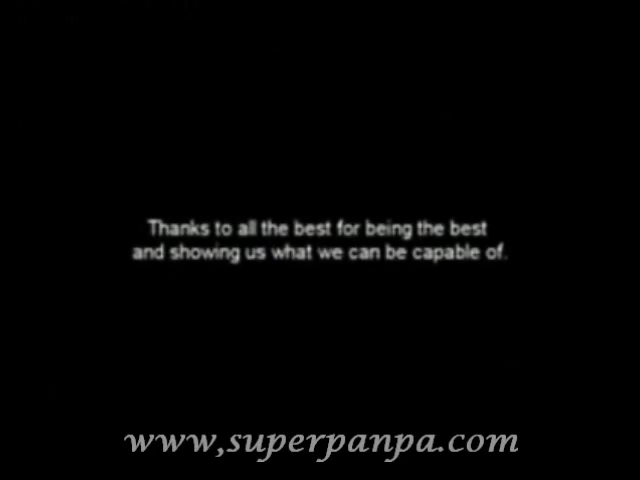 Thanks to all the best for being the best
and showing us what we can be capable of.
www,superpanpa.com